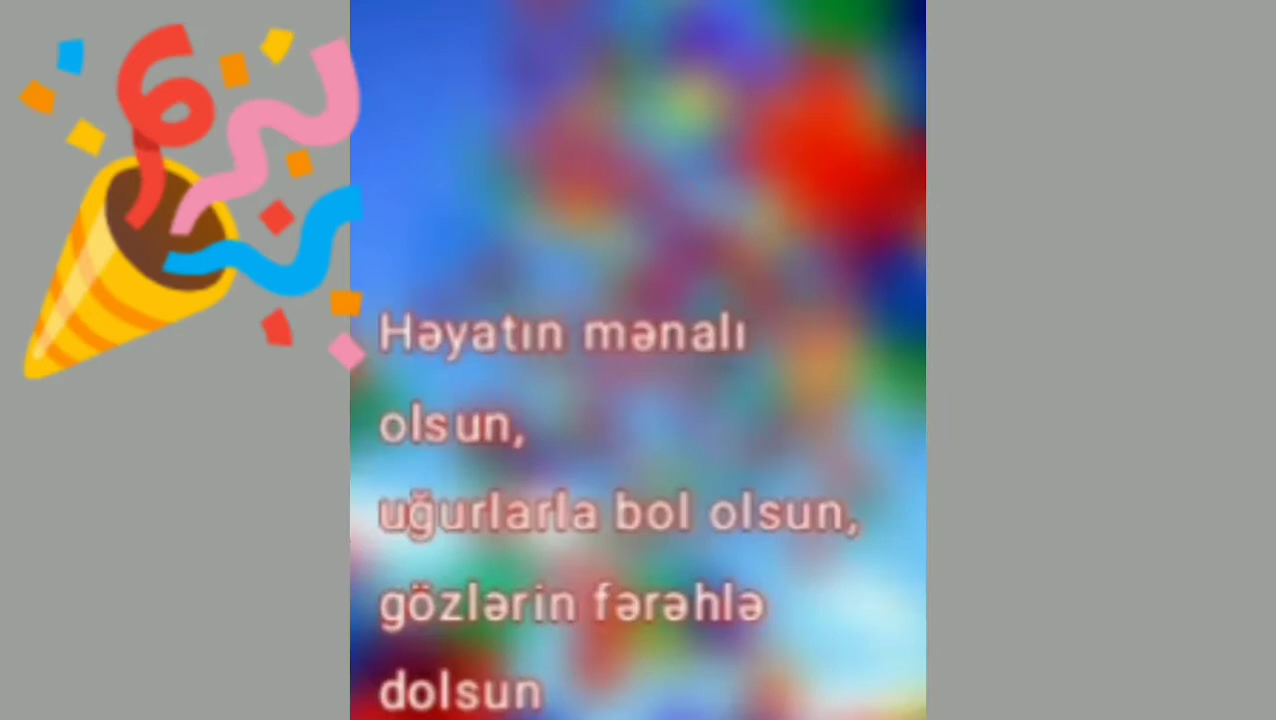 Həyatın mənalı
olsun,
uğurlarla bol olsun,
gözlərin fərəhlə
dolsun